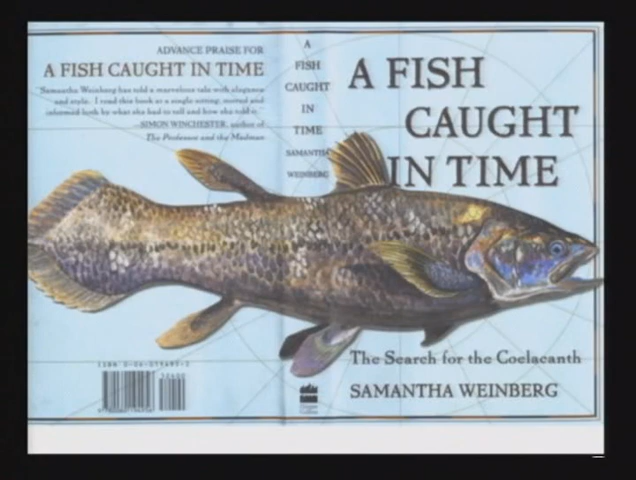 ADVANCE PRAISE FOR
A FISH CAUGHT IN TIME
"Samantha Weinberg has told a marvelous tale with elegance
and style. I read this book at a single sitting, riveted and
informed both by what she had to tell and how she told it."
—SIMON WINCHESTER, author of
The Professor and the Madman
A
FISH
CAUGHT
IN
TIME
SAMANTHA
WEINBERG
A FISH
CAUGHT
IN TIME
The Search for the Coelacanth
SAMANTHA WEINBERG